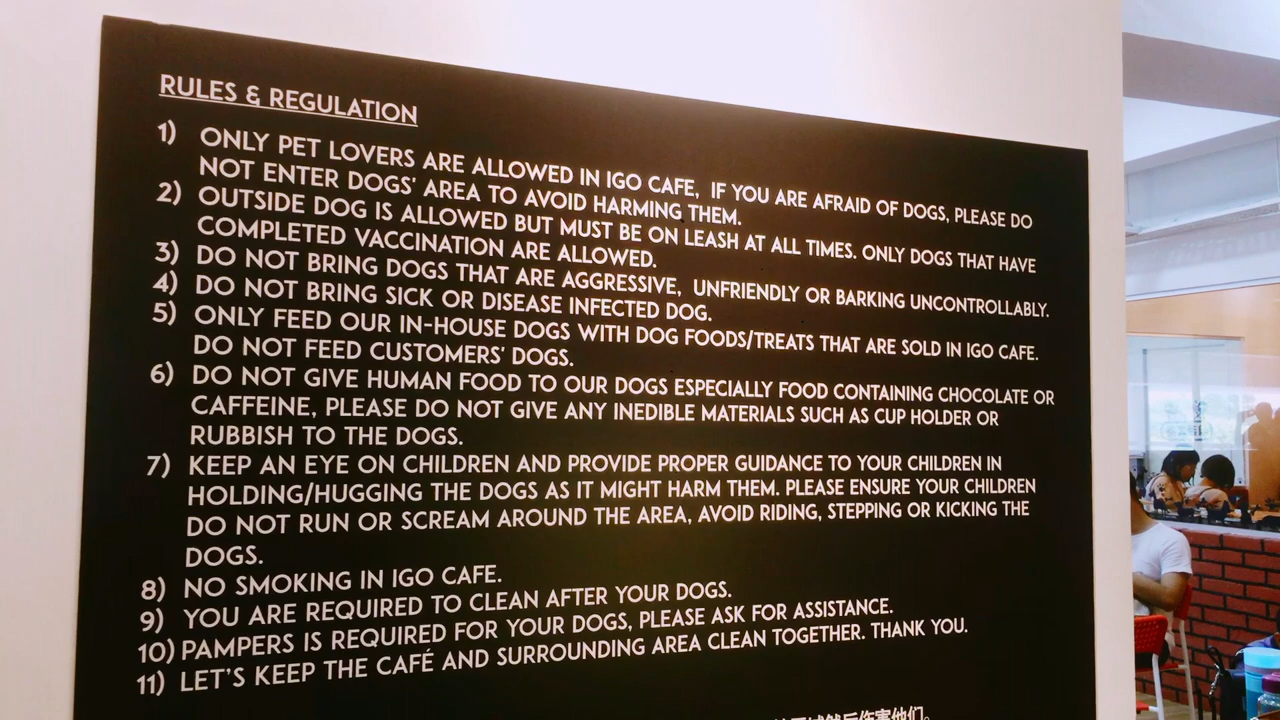 RULES & REGULATION
1) ONLY PET LOVERS ARE ALLOWED IN IGO CAFE, IF YOU ARE AFRAID OF DOGS, PLEASE DO
NOT ENTER DOGS' AREA TO AVOID HARMING THEM.
2) OUTSIDE DOG IS ALLOWED BUT MUST BE ON LEASH AT ALL TIMES. ONLY DOGS THAT HAVE
COMPLETED VACCINATION ARE ALLOWED.
3) DO NOT BRING DOGS THAT ARE AGGRESSIVE, UNFRIENDLY OR BARKING UNCONTROLLABLY.
4) DO NOT BRING SICK OR DISEASE INFECTED DOG.
5) ONLY FEED OUR IN-HOUSE DOGS WITH DOG FOODS/TREATS THAT ARE SOLD IN IGO CAFE.
DO NOT FEED CUSTOMERS' DOGS.
6) DO NOT GIVE HUMAN FOOD TO OUR DOGS ESPECIALLY FOOD CONTAINING CHOCOLATE OR
CAFFEINE, PLEASE DO NOT GIVE ANY INEDIBLE MATERIALS SUCH AS CUP HOLDER OR
RUBBISH TO THE DOGS.
7) KEEP AN EYE ON CHILDREN AND PROVIDE PROPER GUIDANCE TO YOUR CHILDREN IN
HOLDING/HUGGING THE DOGS AS IT MIGHT HARM THEM. PLEASE ENSURE YOUR CHILDREN
DO NOT RUN OR SCREAM AROUND THE AREA, AVOID RIDING, STEPPING OR KICKING THE
DOGS.
8) NO SMOKING IN IGO CAFE.
9) YOU ARE REQUIRED TO CLEAN AFTER YOUR DOGS.
10) PAMPERS IS REQUIRED FOR YOUR DOGS, PLEASE ASK FOR ASSISTANCE.
11) LET'S KEEP THE CAFÉ AND SURROUNDING AREA CLEAN TOGETHER. THANK YOU.
伤害他们。